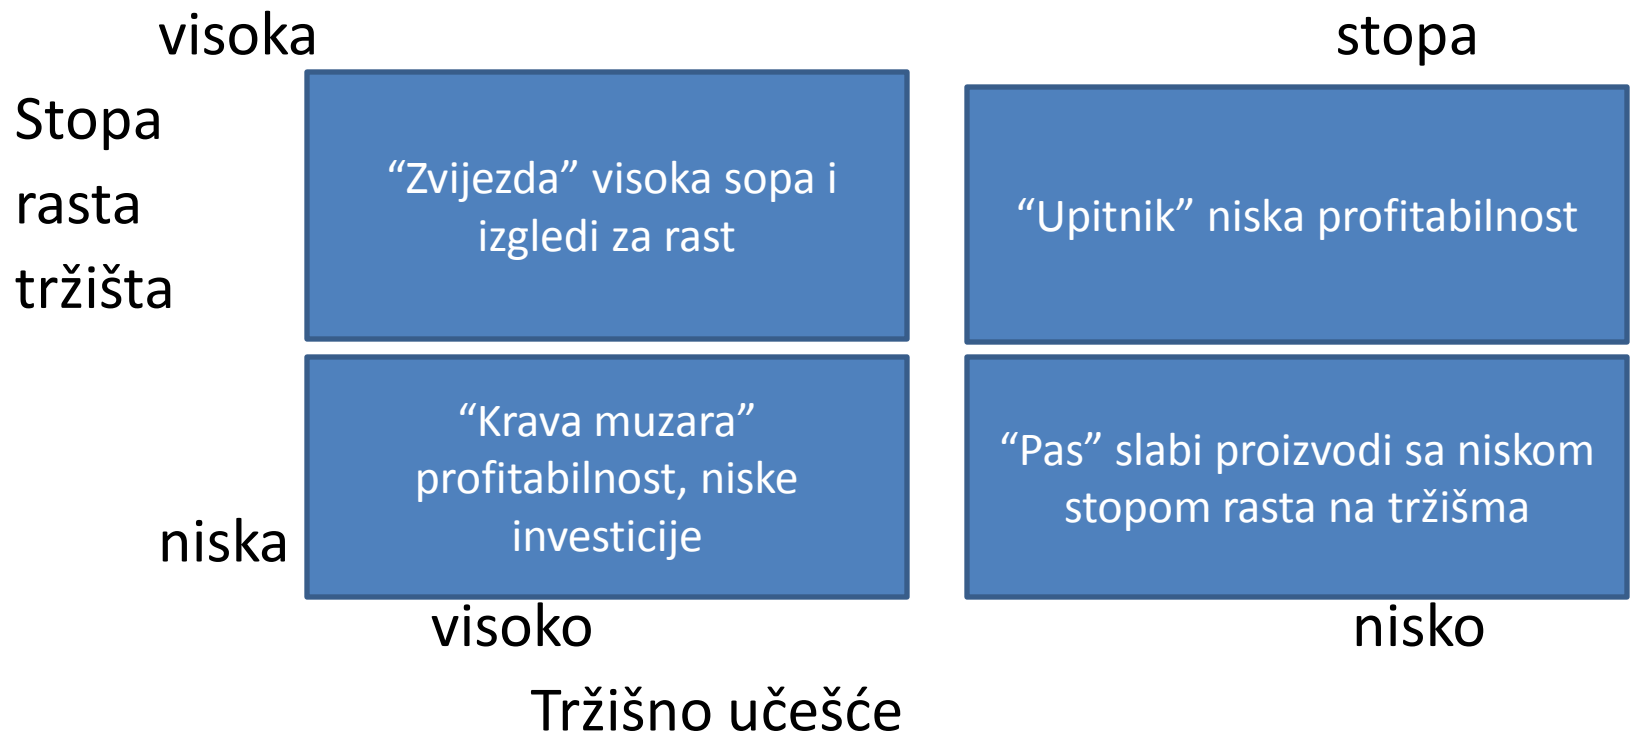 visoka
stopa
Stopa
rasta
tržišta
“Zvijezda” visoka sopa i
izgledi za rast
“Upitnik” niska profitabilnost
“Krava muzara”
profitabilnost, niske
investicije
“Pas” slabi proizvodi sa niskom
stopom rasta na tržišma
niska
visoko
nisko
Tržišno učešće